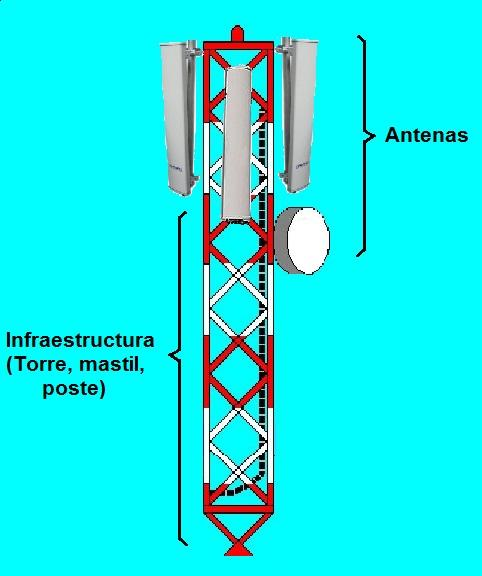 Antenas
Infraestructura
(Torre, mastil,
poste)